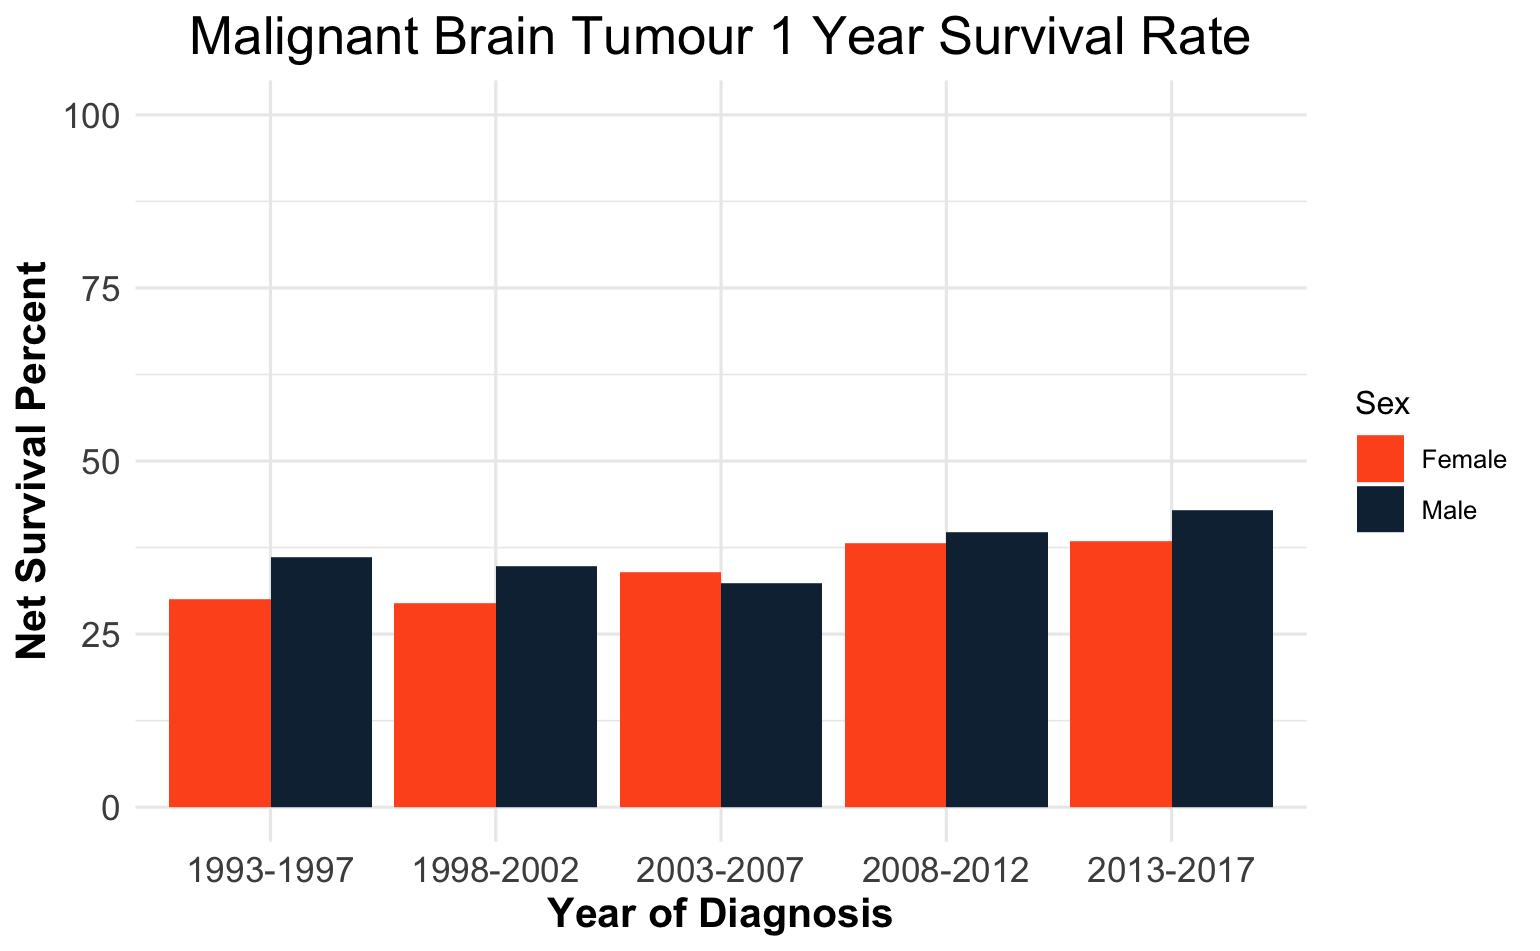 Malignant Brain Tumour 1 Year Survival Rate
Net Survival Percent
100
75
50
25
0
1993-1997 1998-2002 2003-2007 2008-2012 2013-2017
Year of Diagnosis
Sex
Female
Male